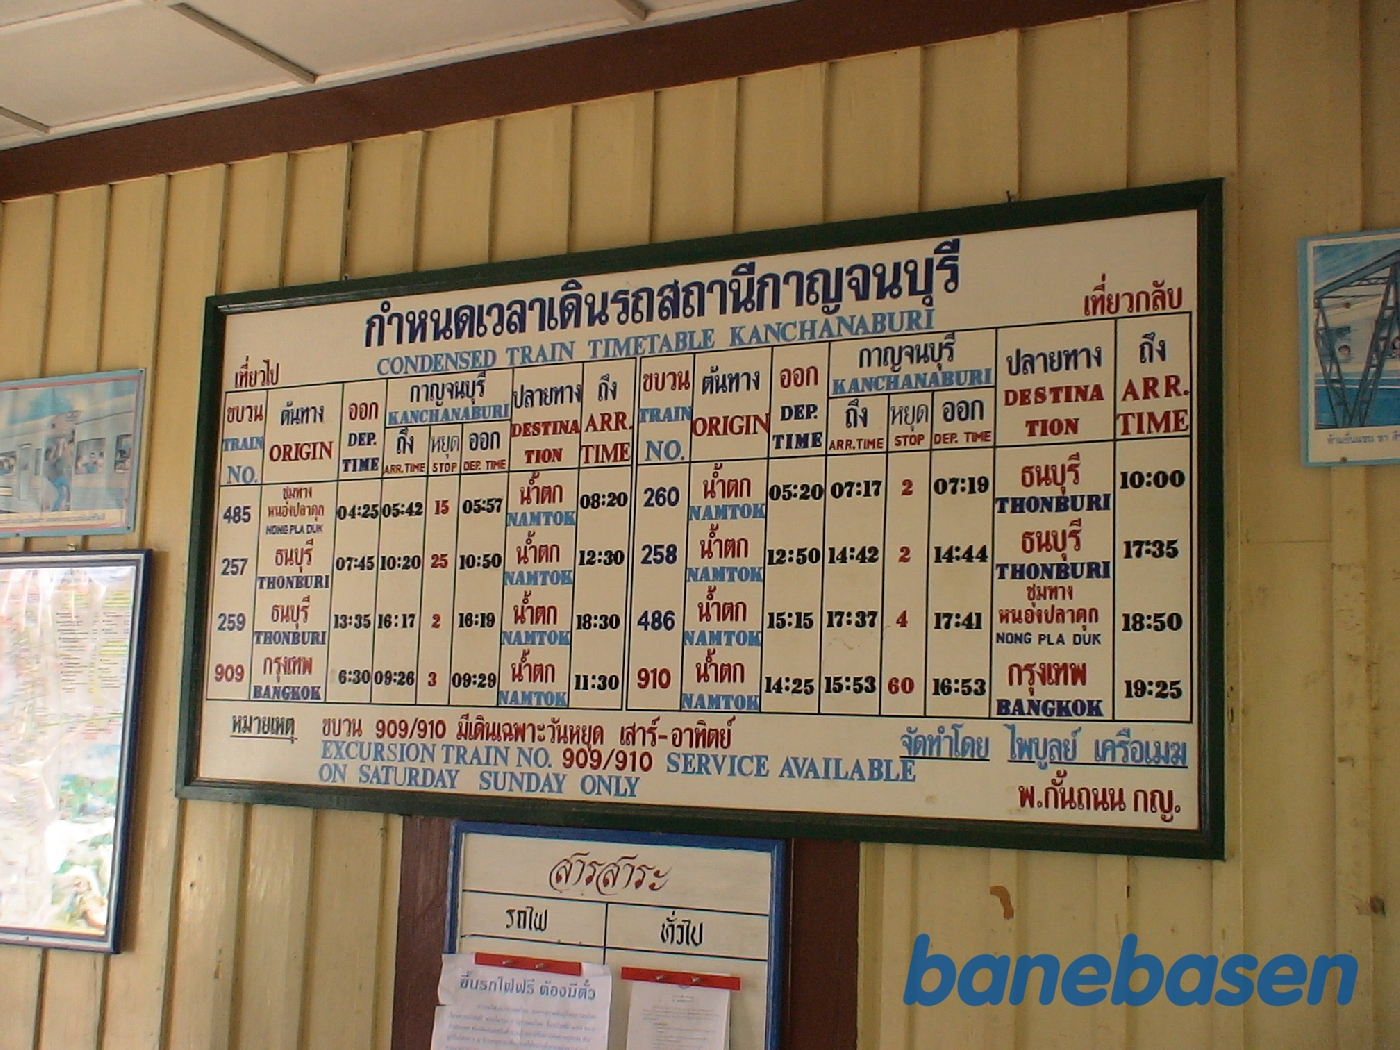 กำหนดเวลาเดินรถสถานีกาญจนบุรี
CONDENSED TRAIN TIMETABLE KANCHANABURI
เที่ยวไป
เที่ยวกลับ
ขบวน ต้นทาง ออก กาญจนบุรี ปลายทาง ถึง ขบวน ต้นทาง ออก กาญจนบุรี ปลายทาง ถึง
TRAIN NO. ORIGIN DEP. TIME KANCHANABURI DESTINATION ARR. TIME TRAIN NO. ORIGIN DEP. TIME KANCHANABURI DESTINATION ARR. TIME
ถึง หยุด ออก ถึง หยุด ออก
ARR.TIME STOP DEP. TIME ARR.TIME STOP DEP. TIME
485 ชุมทางหนองปลาดุก NONG PLA DUK 04:25 05:42 15 05:57 น้ำตก NAMTOK 08:20 260 น้ำตก NAMTOK 05:20 07:17 2 07:19 ธนบุรี THONBURI 10:00
257 ธนบุรี THONBURI 07:45 10:20 25 10:50 น้ำตก NAMTOK 12:30 258 น้ำตก NAMTOK 12:50 14:42 2 14:44 ธนบุรี THONBURI 17:35
259 ธนบุรี THONBURI 13:35 16:17 2 16:19 น้ำตก NAMTOK 18:30 486 น้ำตก NAMTOK 15:15 17:37 4 17:41 ชุมทางหนองปลาดุก NONG PLA DUK 18:50
909 กรุงเทพ BANGKOK 6:30 09:26 3 09:29 น้ำตก NAMTOK 11:30 910 น้ำตก NAMTOK 14:25 15:53 60 16:53 กรุงเทพ BANGKOK 19:25
หมายเหตุ ขบวน 909/910 มีเดินเฉพาะวันหยุด เสาร์-อาทิตย์
EXCURSION TRAIN NO. 909/910 SERVICE AVAILABLE
ON SATURDAY SUNDAY ONLY
จัดทำโดย ไพบูลย์ เครือเมฆ
พ.กั้นถนน กญ.
สารสาระ
รถไฟ ทั่วไป
ขึ้นรถไฟฟรี ต้องมีตั๋ว
banebasen